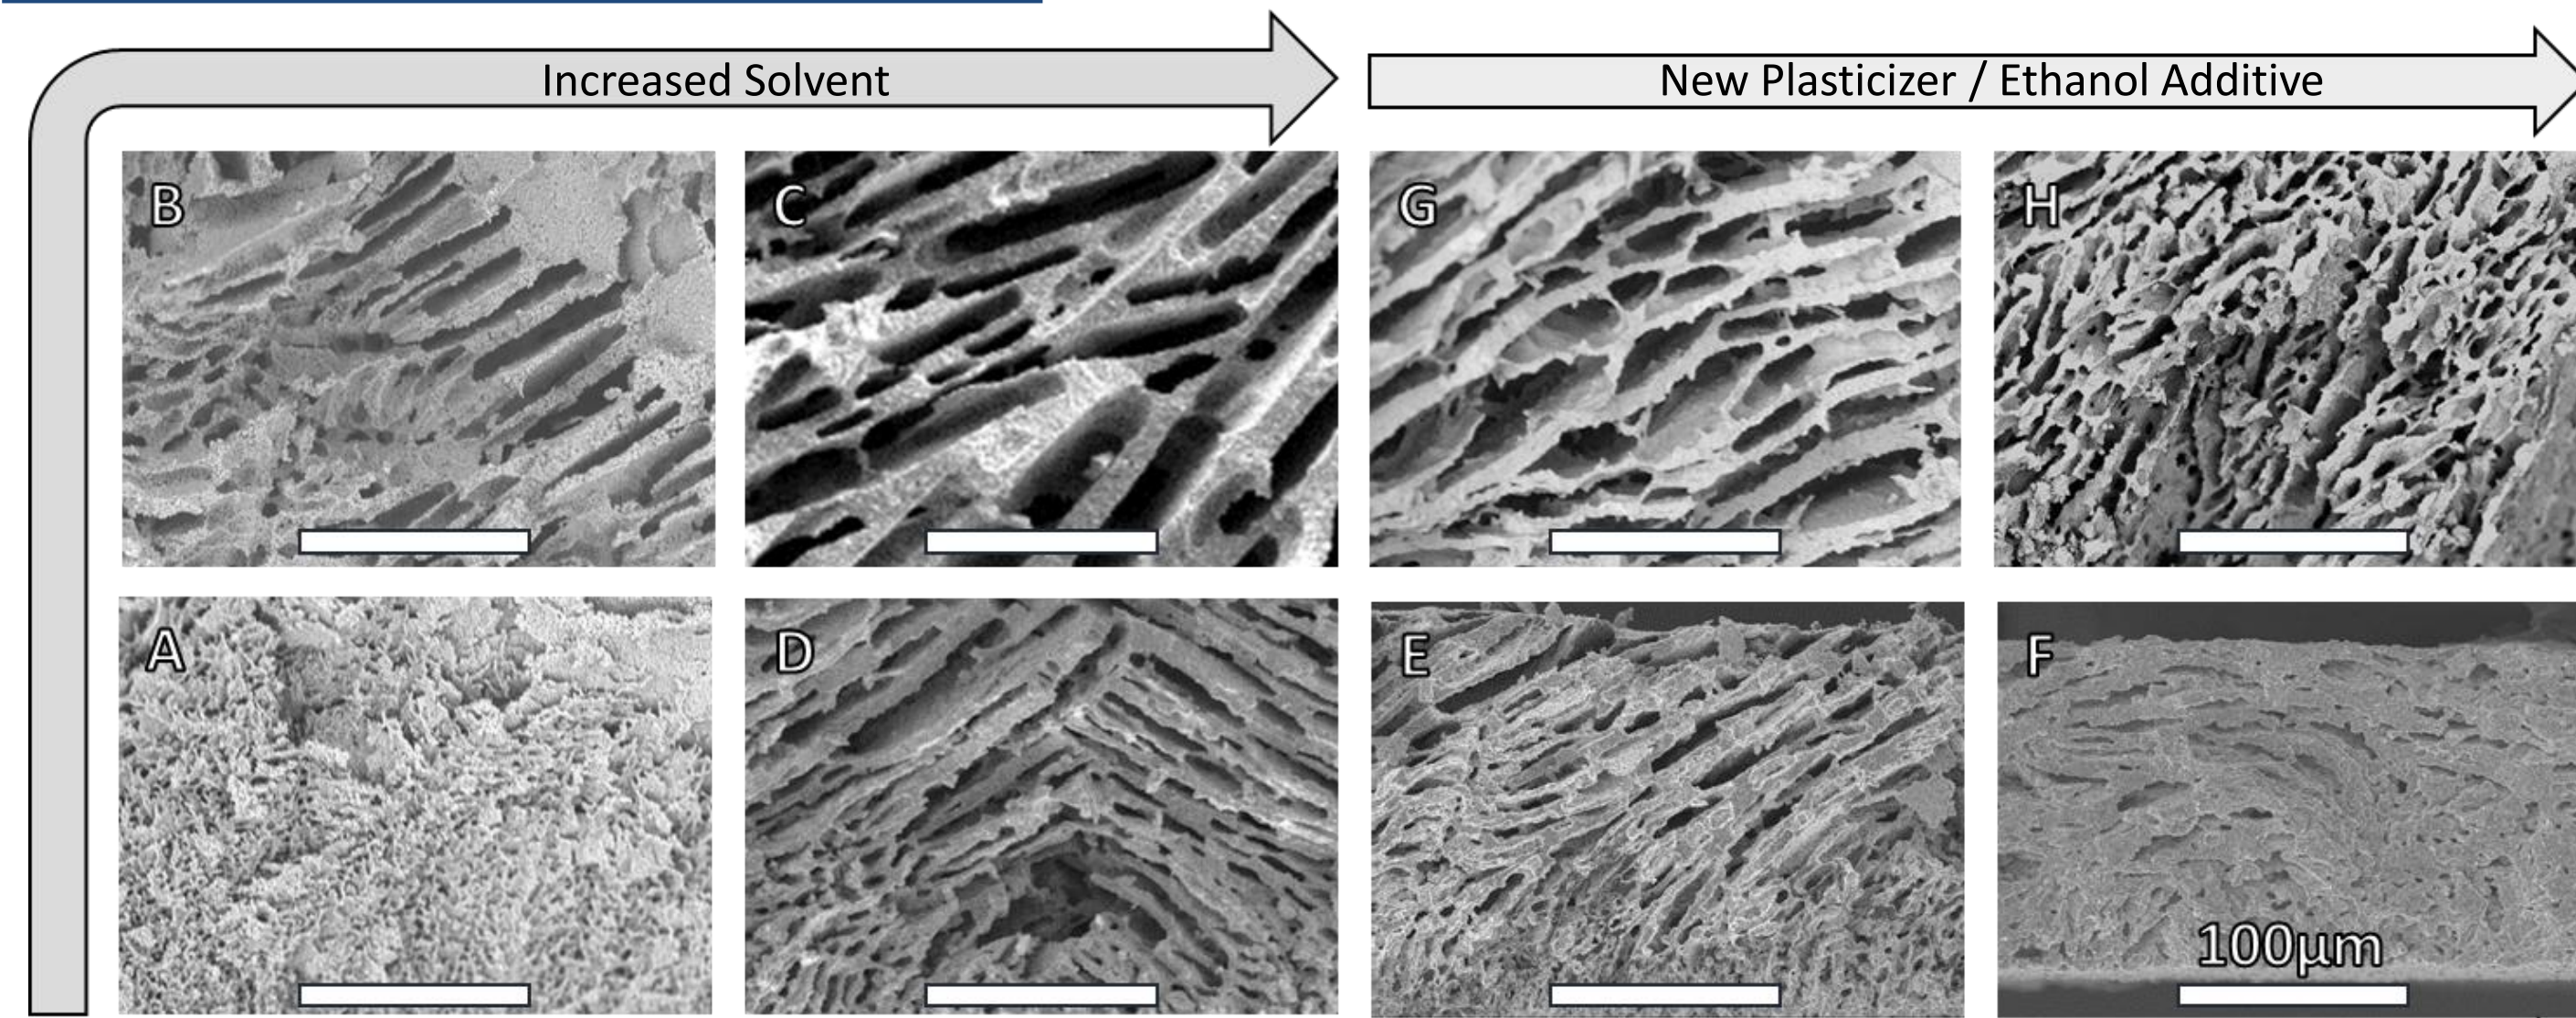 Increased Solvent
New Plasticizer / Ethanol Additive
B
C
G
H
A
D
E
F
100µm